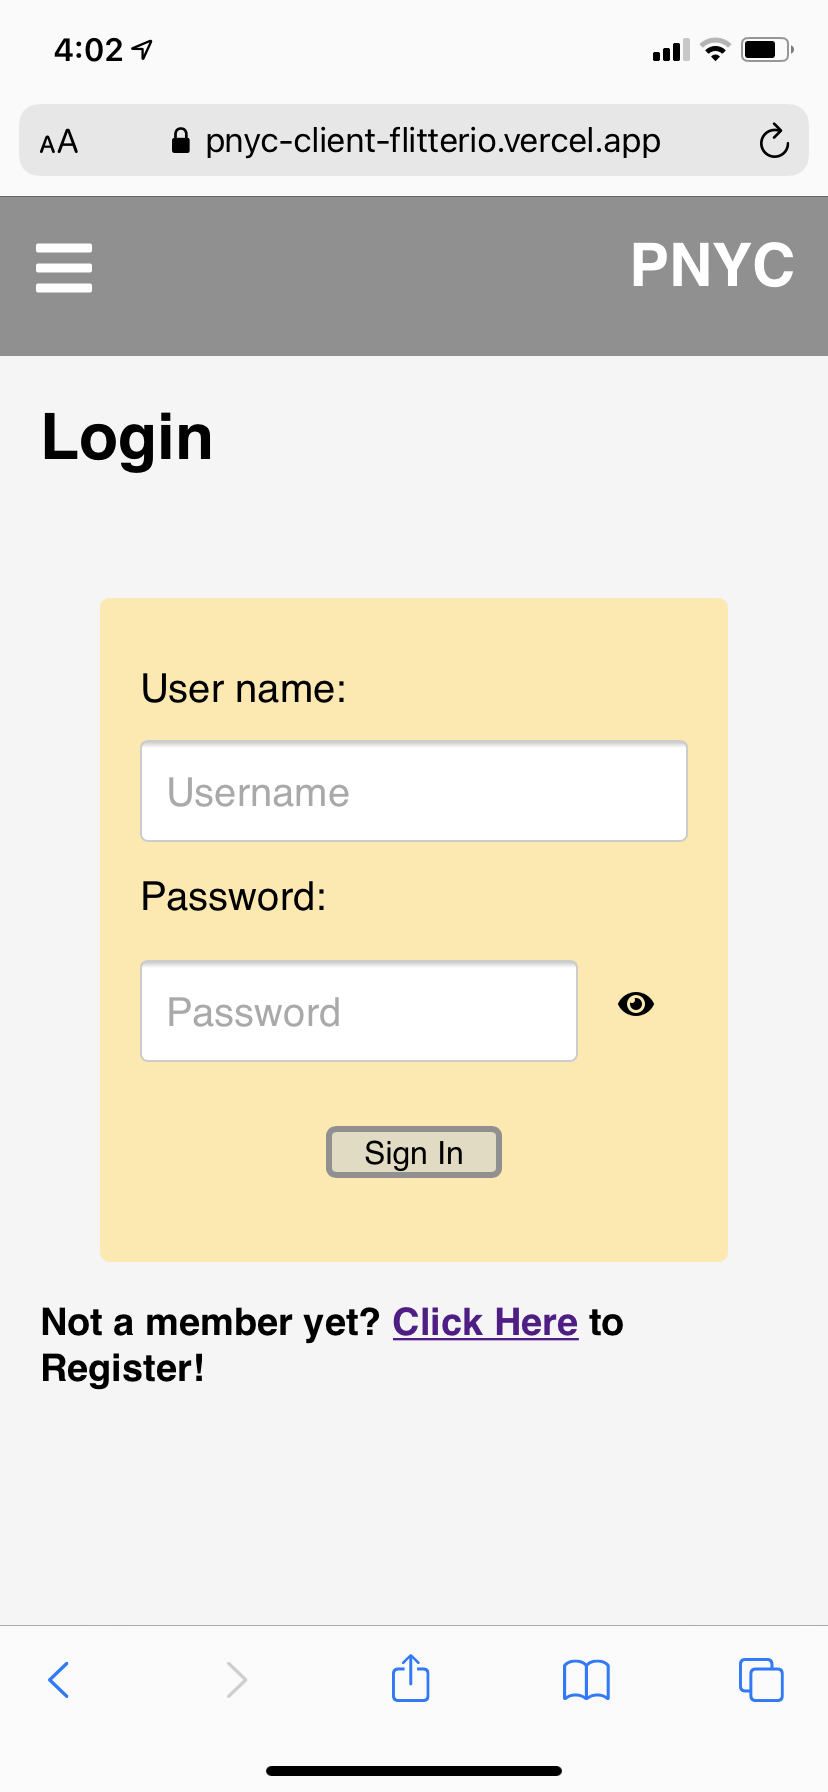 4:02
AA pnyc-client-flitterio.vercel.app
PNYC
Login
User name:
Username
Password:
Password
Sign In
Not a member yet? Click Here to
Register!